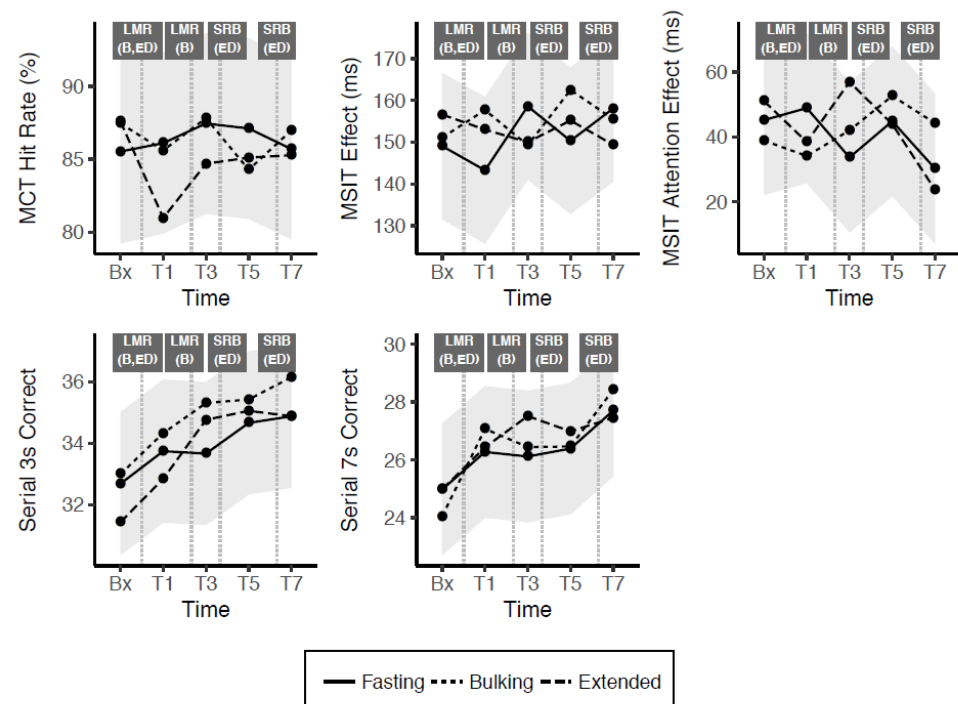 MCT Hit Rate (%)
90
85
80
LMR (B,ED)
LMR (B)
SRB (ED)
SRB (ED)
Bx T1 T3 T5 T7
Time
MSIT Effect (ms)
170
160
150
140
130
LMR (B,ED)
LMR (B)
SRB (ED)
SRB (ED)
Bx T1 T3 T5 T7
Time
MSIT Attention Effect (ms)
60
40
20
LMR (B,ED)
LMR (B)
SRB (ED)
SRB (ED)
Bx T1 T3 T5 T7
Time
Serial 3s Correct
36
34
32
LMR (B,ED)
LMR (B)
SRB (ED)
SRB (ED)
Bx T1 T3 T5 T7
Time
Serial 7s Correct
30
28
26
24
LMR (B,ED)
LMR (B)
SRB (ED)
SRB (ED)
Bx T1 T3 T5 T7
Time
Fasting Bulking Extended